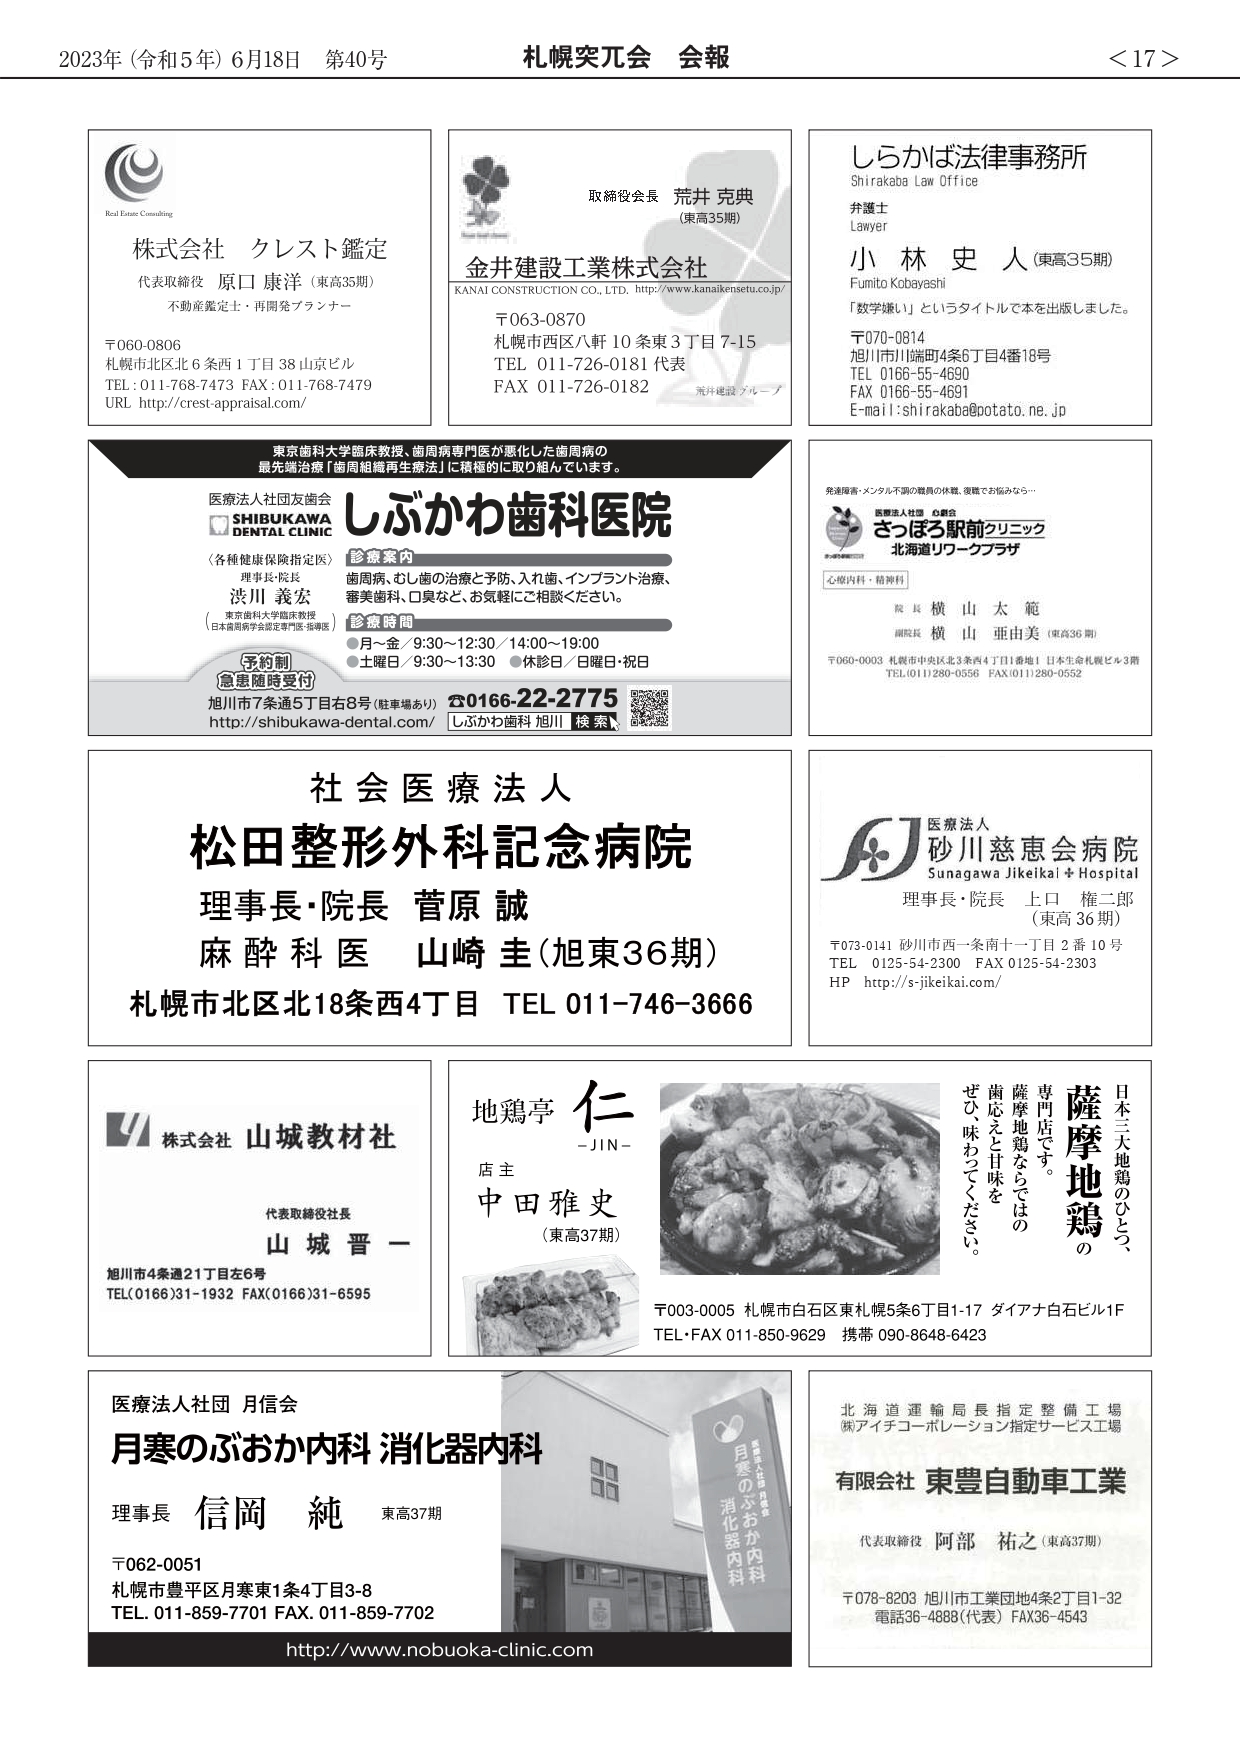 2023年（令和５年）6月18日　第40号
札幌突兀会　会報
＜17＞
Real Estate Consulting
株式会社　クレスト鑑定
代表取締役　原口 康洋（東高35期）
不動産鑑定士・再開発プランナー
〒060-0806
札幌市北区北 6 条西 1 丁目 38 山京ビル
TEL : 011-768-7473 FAX : 011-768-7479
URL http://crest-appraisal.com/
取締役会長　荒井 克典
（東高35期）
金井建設工業株式会社
KANAI CONSTRUCTION CO., LTD. http://www.kanaikensetu.co.jp/
〒063-0870
札幌市西区八軒 10 条東 3 丁目 7-15
TEL 011-726-0181 代表
FAX 011-726-0182
荒井建設グループ
しらかば法律事務所
Shirakaba Law Office
弁護士
Lawyer
小　林　史　人（東高３５期）
Fumito Kobayashi
「数学嫌い」というタイトルで本を出版しました。
〒070-0814
旭川市川端町4条6丁目4番18号
TEL 0166-55-4690
FAX 0166-55-4691
E-mail:shirakaba@potato.ne.jp
東京歯科大学臨床教授、歯周病専門医が悪化した歯周病の
最先端治療「歯周組織再生療法」に積極的に取り組んでいます。
医療法人社団友歯会
SHIBUKAWA
DENTAL CLINIC
しぶかわ歯科医院
〈各種健康保険指定医〉
理事長・院長
渋川 義宏
（東京歯科大学臨床教授
日本歯周病学会認定専門医・指導医）
診療案内
歯周病、むし歯の治療と予防、入れ歯、インプラント治療、
審美歯科、口臭など、お気軽にご相談ください。
診療時間
●月～金／9:30～12:30／14:00～19:00
●土曜日／9:30～13:30　●休診日／日曜日・祝日
予約制
急患随時受付
旭川市7条通5丁目右8号（駐車場あり）
☎0166-22-2775
http://shibukawa-dental.com/
しぶかわ歯科 旭川　検索
発達障害・メンタル不調の職員の休職、復職でお悩みなら…
さっぽろ駅前クリニック
北海道リワークプラザ
心療内科・精神科
院 長　横　山　太　範
副院長　横　山　亜由美（東高36期）
〒060-0003 札幌市中央区北3条西4丁目1番地1 日本生命札幌ビル3階
TEL(011)280-0556　FAX(011)280-0552
社会医療法人
松田整形外科記念病院
理事長・院長　菅原 誠
麻酔科医　山崎 圭（旭東36期）
札幌市北区北18条西4丁目　TEL 011-746-3666
医療法人
砂川慈恵会病院
Sunagawa Jikeikai Hospital
理事長・院長　上口　権二郎
（東高 36 期）
〒073-0141 砂川市西一条南十一丁目 2 番 10 号
TEL　0125-54-2300　FAX 0125-54-2303
HP　http://s-jikeikai.com/
株式会社 山城教材社
代表取締役社長
山　城　晋　一
旭川市4条通21丁目左6号
TEL(0166)31-1932 FAX(0166)31-6595
地鶏亭　仁
–JIN–
店主
中田雅史
（東高37期）
日本三大地鶏のひとつ、
薩摩地鶏の
専門店です。
薩摩地鶏ならではの
歯応えと甘味を
ぜひ、味わってください。
〒003-0005 札幌市白石区東札幌5条6丁目1-17 ダイアナ白石ビル1F
TEL・FAX 011-850-9629　携帯 090-8648-6423
医療法人社団 月信会
月寒のぶおか内科 消化器内科
理事長　信岡　純　東高37期
〒062-0051
札幌市豊平区月寒東1条4丁目3-8
TEL. 011-859-7701 FAX. 011-859-7702
医療法人社団 月信会
月寒のぶおか内科
消化器内科
http://www.nobuoka-clinic.com
北海道運輸局長指定整備工場
㈱アイチコーポレーション指定サービス工場
有限会社 東豊自動車工業
代表取締役　阿部　祐之（東高37期）
〒078-8203 旭川市工業団地4条2丁目1-32
電話36-4888（代表）FAX36-4543